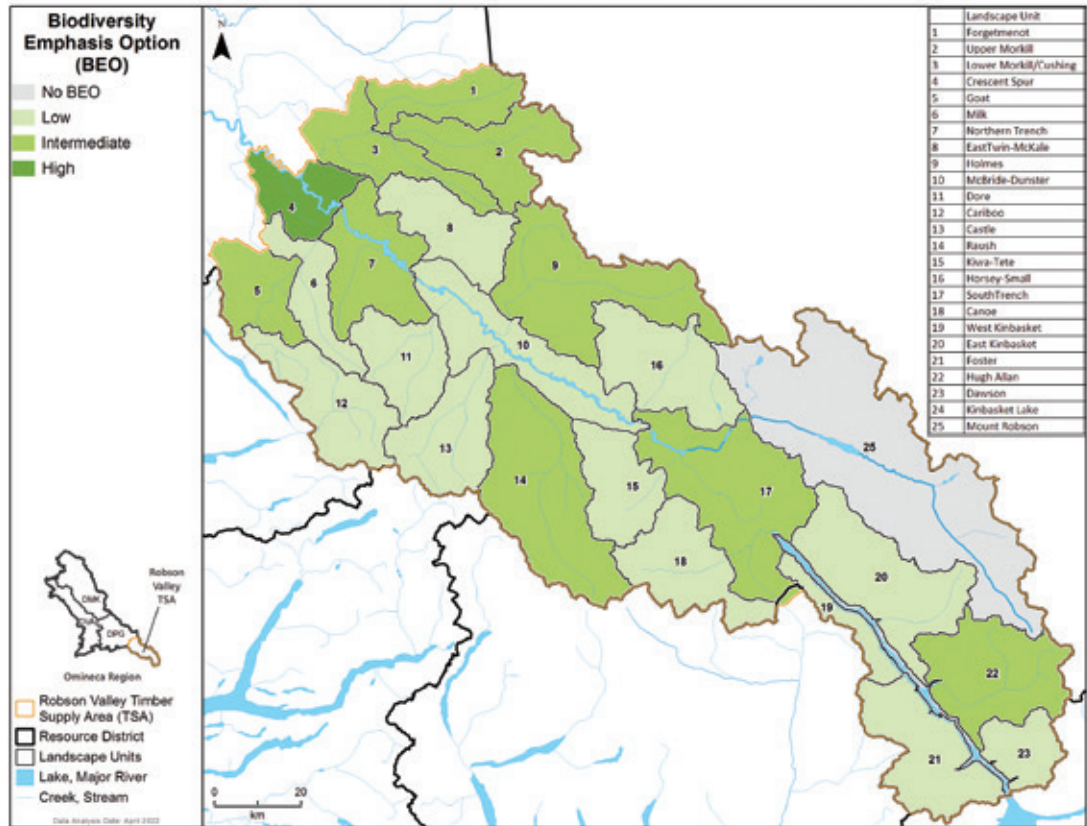 Biodiversity
Emphasis Option
(BEO)
No BEO
Low
Intermediate
High
DMK
DPG
Robson
Valley
TSA
Omineca Region
Robson Valley Timber
Supply Area (TSA)
Resource District
Landscape Units
Lake, Major River
Creek, Stream
Data Analysis Date: April 2022
N
1
2
3
4
5
6
7
8
9
10
11
12
13
14
15
16
17
18
19
20
21
22
23
25
0 20
km
Landscape Unit
1 Forgetmenot
2 Upper Morkill
3 Lower Morkill/Cushing
4 Crescent Spur
5 Goat
6 Milk
7 Northern Trench
8 EastTwin-McKale
9 Holmes
10 McBride-Dunster
11 Dore
12 Cariboo
13 Castle
14 Raush
15 Kiwa-Tete
16 Horsey-Small
17 SouthTrench
18 Canoe
19 West Kinbasket
20 East Kinbasket
21 Foster
22 Hugh Allan
23 Dawson
24 Kinbasket Lake
25 Mount Robson